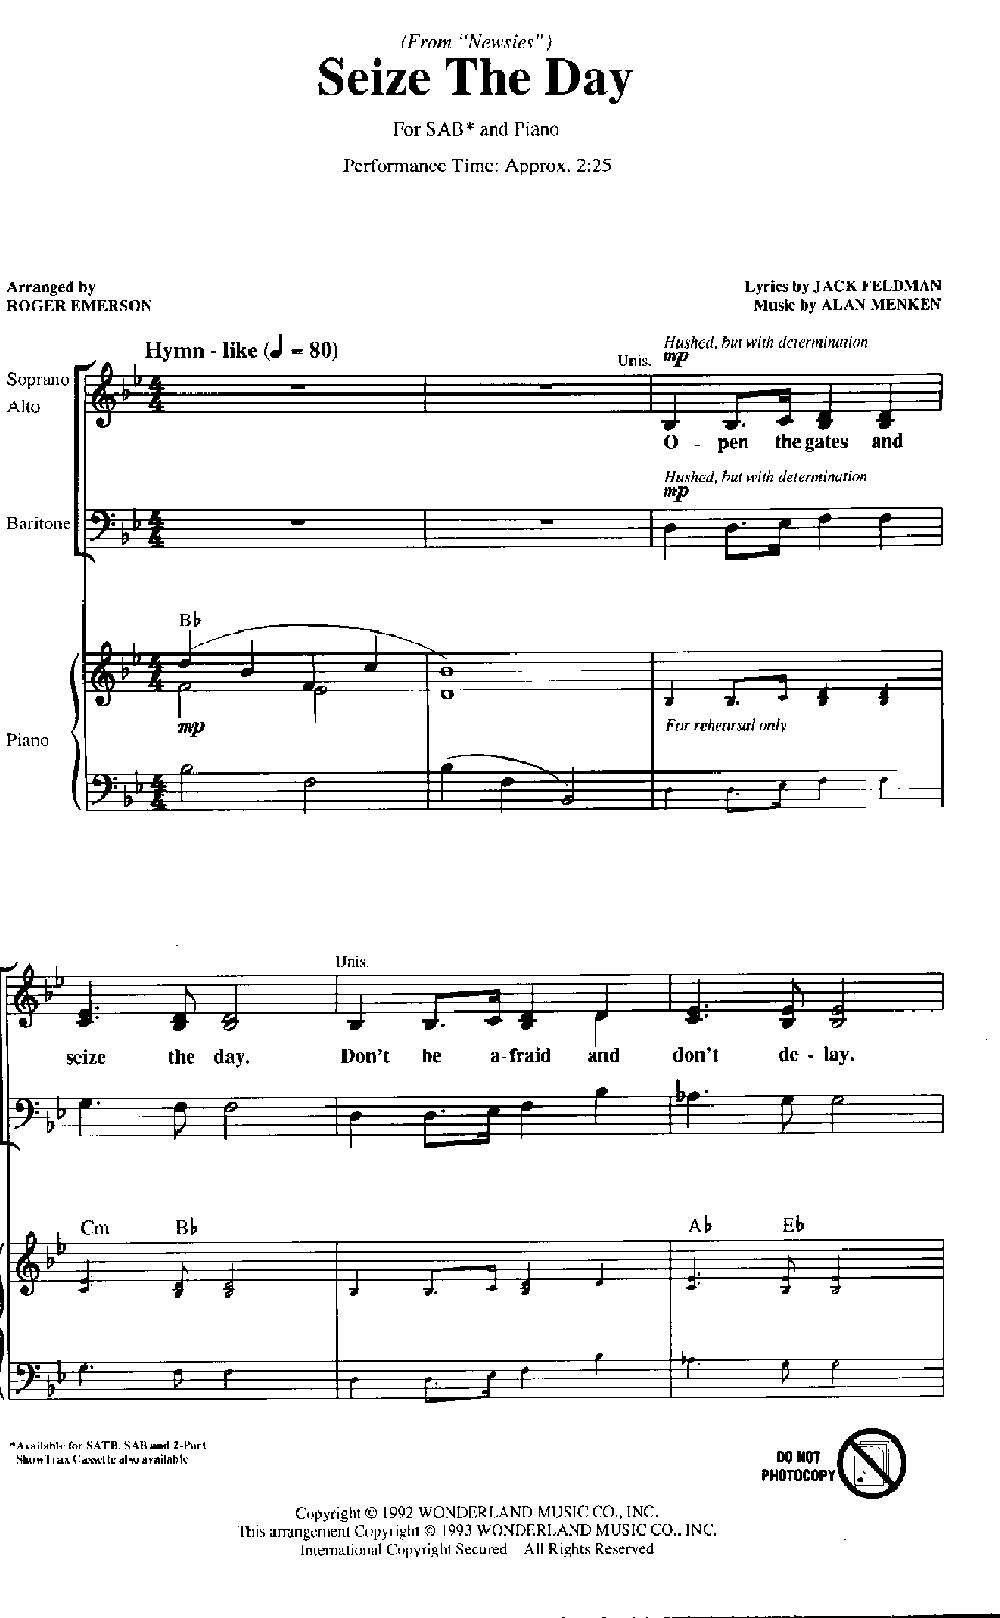 (From "Newsies")
Seize The Day
For SAB* and Piano
Performance Time: Approx. 2:25
Arranged by
ROGER EMERSON
Lyrics by JACK FELDMAN
Music by ALAN MENKEN
Hymn - like (♩ = 80)
Hushed, but with determination
Unis. mp
Soprano
Alto
O - pen the gates and
Hushed, but with determination
mp
Baritone
B♭
mp
For rehearsal only
Piano
Unis.
seize the day. Don't be a-fraid and don't de - lay.
Cm B♭ A♭ E♭
*Available for SATB, SAB and 2-Part
ShowTrax Cassette also available
DO NOT
PHOTOCOPY
Copyright © 1992 WONDERLAND MUSIC CO., INC.
This arrangement Copyright © 1993 WONDERLAND MUSIC CO., INC.
International Copyright Secured All Rights Reserved